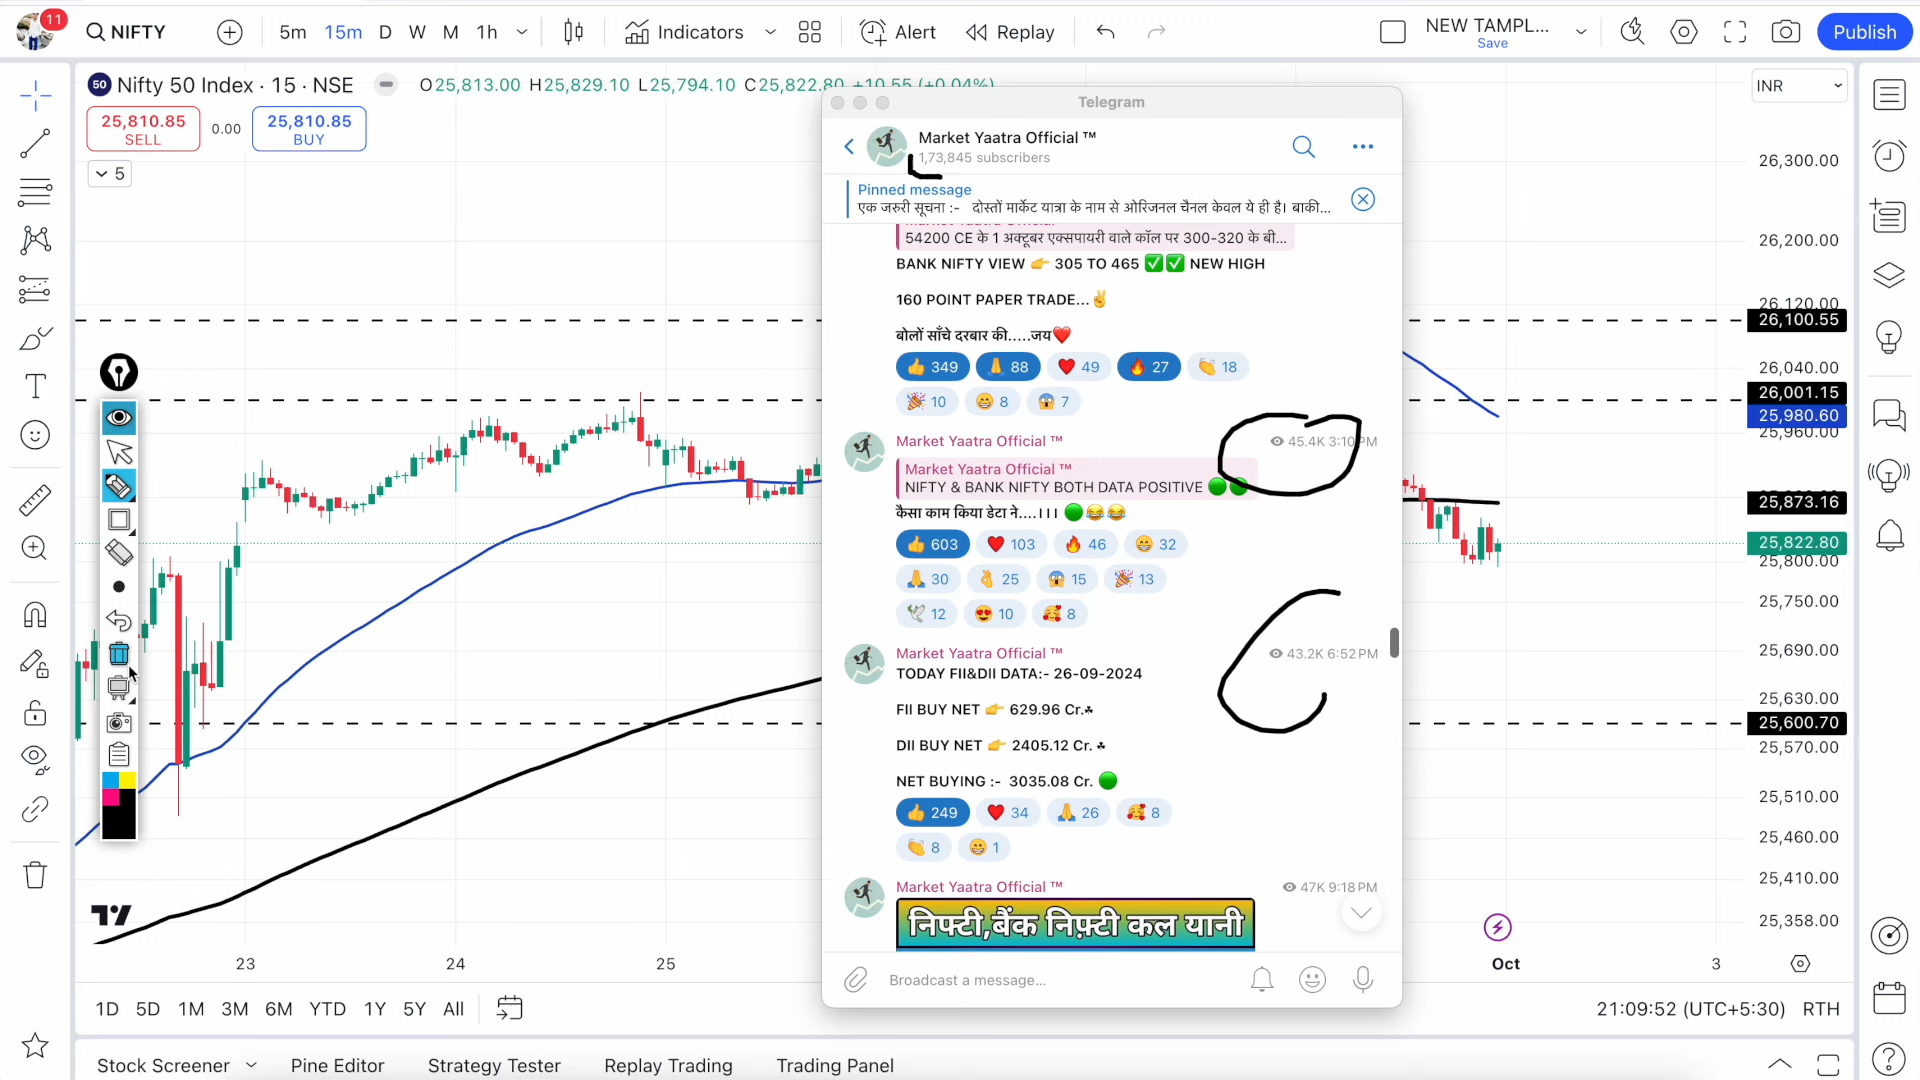 11
NIFTY
5m 15m D W M 1h
Indicators
Alert
Replay
NEW TAMPL...
Save
Publish
50 Nifty 50 Index · 15 · NSE
O25,813.00 H25,829.10 L25,794.10 C25,822.80 +10.55 (+0.04%)
INR
25,810.85
SELL
0.00
25,810.85
BUY
5
Telegram
Market Yaatra Official ™
1,73,845 subscribers
Pinned message
एक जरुरी सूचना :- दोस्तों मार्केट यात्रा के नाम से ओरिजनल चैनल केवल ये ही है। बाकी...
54200 CE के 1 अक्टूबर एक्सपायरी वाले कॉल पर 300-320 के बी...
BANK NIFTY VIEW 👉 305 TO 465 ✅✅ NEW HIGH
160 POINT PAPER TRADE...✌️
बोलों साँचे दरबार की.....जय❤️
👍 349 🙏 88 ❤️ 49 🔥 27 👏 18
🎉 10 😁 8 😱 7
Market Yaatra Official ™
45.4K 3:10 PM
Market Yaatra Official ™
NIFTY & BANK NIFTY BOTH DATA POSITIVE 🟢🟢
कैसा काम किया डेटा ने....।।। 🟢😂😂
👍 603 ❤️ 103 🔥 46 😁 32
🙏 30 👌 25 😱 15 🎉 13
🕊 12 😍 10 🥰 8
Market Yaatra Official ™
43.2K 6:52 PM
TODAY FII&DII DATA:- 26-09-2024
FII BUY NET 👉 629.96 Cr.☘
DII BUY NET 👉 2405.12 Cr. ☘
NET BUYING :- 3035.08 Cr. 🟢
👍 249 ❤️ 34 🙏 26 🥰 8
👏 8 😁 1
Market Yaatra Official ™
47K 9:18 PM
निफ्टी,बैंक निफ़्टी कल यानी
Broadcast a message...
26,300.00
26,200.00
26,120.00
26,100.55
26,040.00
26,001.15
25,980.60
25,960.00
25,873.16
25,822.80
25,800.00
25,750.00
25,690.00
25,630.00
25,600.70
25,570.00
25,510.00
25,460.00
25,410.00
25,358.00
23
24
25
Oct
3
1D 5D 1M 3M 6M YTD 1Y 5Y All
21:09:52 (UTC+5:30) RTH
Stock Screener
Pine Editor
Strategy Tester
Replay Trading
Trading Panel